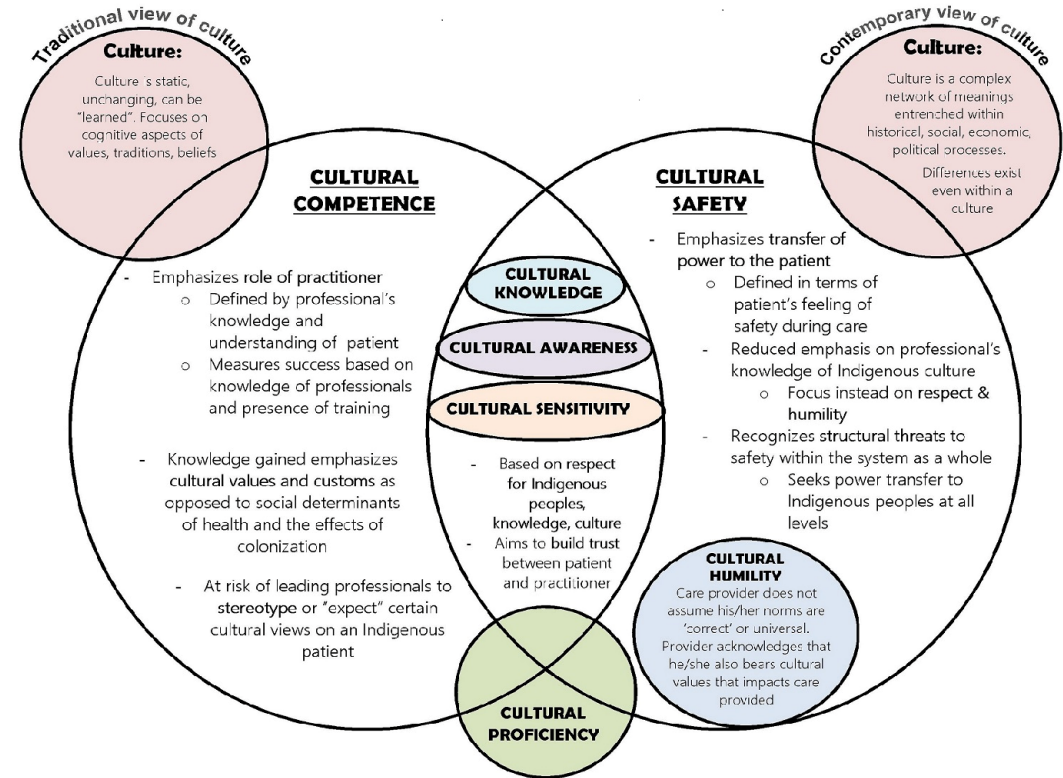 Traditional view of culture
Culture:
Culture is static,
unchanging, can be
"learned". Focuses on
cognitive aspects of
values, traditions, beliefs
Contemporary view of culture
Culture:
Culture is a complex
network of meanings
entrenched within
historical, social, economic,
political processes.
Differences exist
even within a
culture
CULTURAL
COMPETENCE
- Emphasizes role of practitioner
o Defined by professional's
knowledge and
understanding of patient
o Measures success based on
knowledge of professionals
and presence of training
- Knowledge gained emphasizes
cultural values and customs as
opposed to social determinants
of health and the effects of
colonization
- At risk of leading professionals to
stereotype or "expect" certain
cultural views on an Indigenous
patient
CULTURAL
KNOWLEDGE
CULTURAL AWARENESS
CULTURAL SENSITIVITY
- Based on respect
for Indigenous
peoples,
knowledge, culture
- Aims to build trust
between patient
and practitioner
CULTURAL
PROFICIENCY
CULTURAL
SAFETY
- Emphasizes transfer of
power to the patient
o Defined in terms of
patient's feeling of
safety during care
- Reduced emphasis on professional's
knowledge of Indigenous culture
o Focus instead on respect &
humility
- Recognizes structural threats to
safety within the system as a whole
o Seeks power transfer to
Indigenous peoples at all
levels
CULTURAL
HUMILITY
Care provider does not
assume his/her norms are
'correct' or universal.
Provider acknowledges that
he/she also bears cultural
values that impacts care
provided